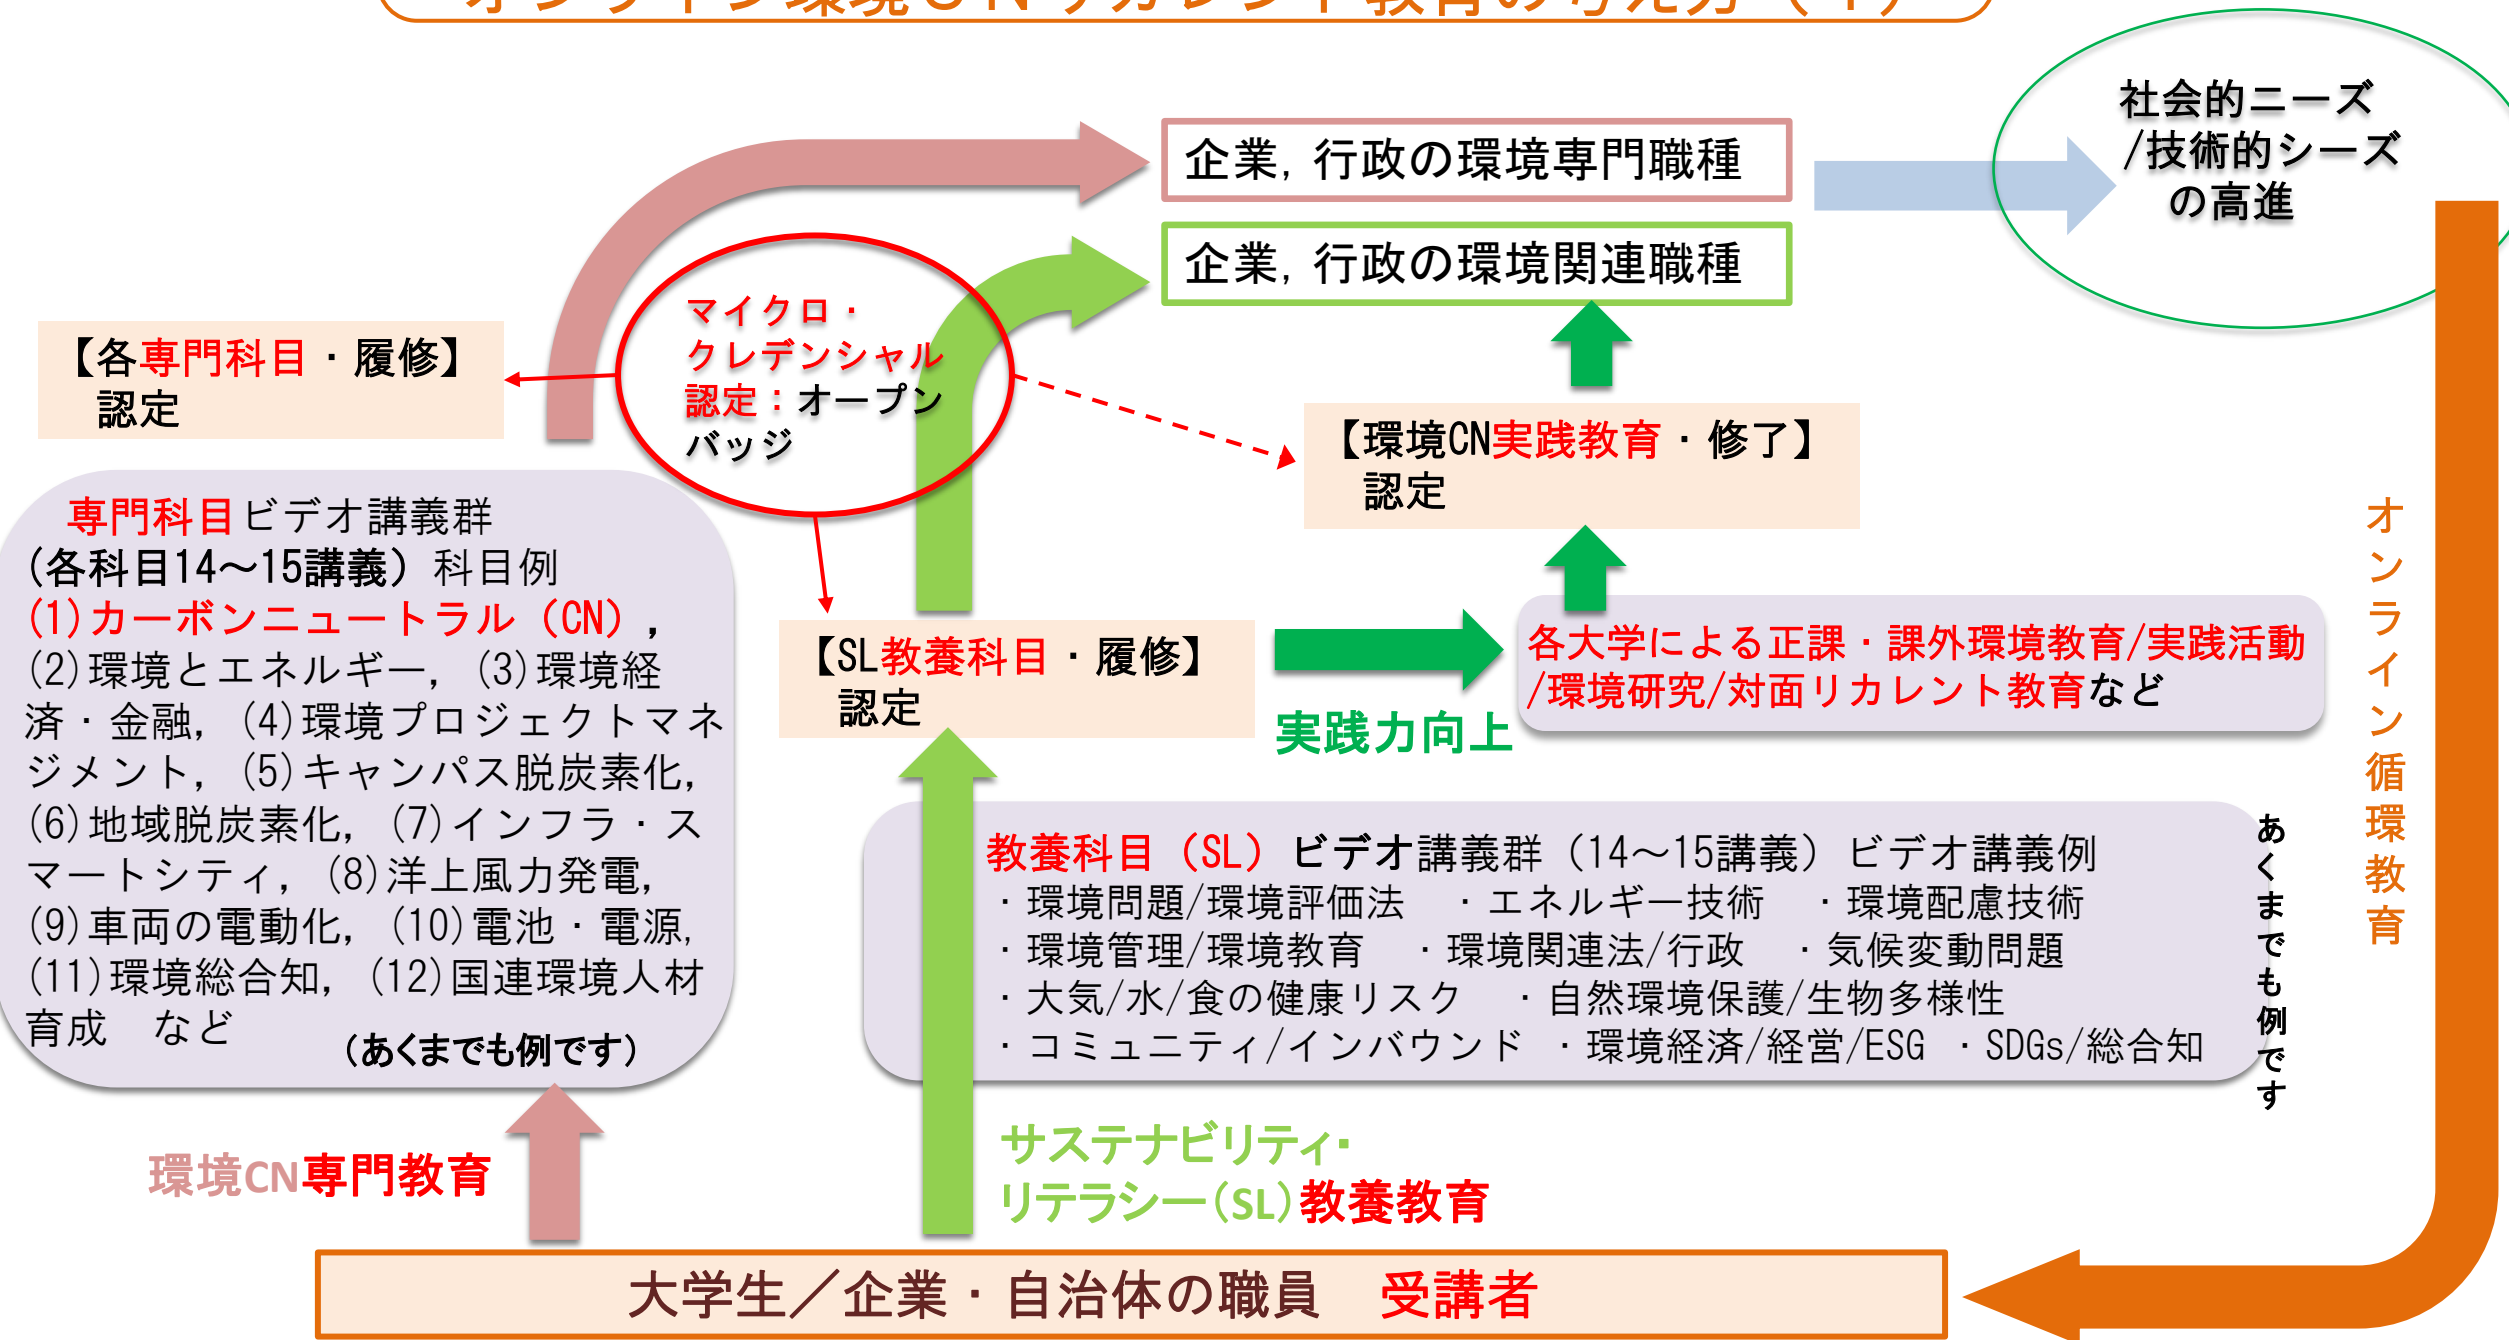 オンライン環境ＣＮリカレント教育の考え方（１）
社会的ニーズ
/技術的シーズ
の高進
企業，行政の環境専門職種
企業，行政の環境関連職種
マイクロ・
クレデンシャル
認定：オープン
バッジ
【各専門科目・履修】
認定
【環境CN実践教育・修了】
認定
専門科目ビデオ講義群
（各科目14～15講義）科目例
(1)カーボンニュートラル（CN），
(2)環境とエネルギー，(3)環境経
済・金融，(4)環境プロジェクトマネ
ジメント，(5)キャンパス脱炭素化，
(6)地域脱炭素化，(7)インフラ・ス
マートシティ，(8)洋上風力発電，
(9)車両の電動化，(10)電池・電源，
(11)環境総合知，(12)国連環境人材
育成　など
（あくまでも例です）
【SL教養科目・履修】
認定
実践力向上
各大学による正課・課外環境教育/実践活動
/環境研究/対面リカレント教育など
教養科目（SL）ビデオ講義群（14～15講義）ビデオ講義例
・環境問題/環境評価法　・エネルギー技術　・環境配慮技術
・環境管理/環境教育　・環境関連法/行政　・気候変動問題
・大気/水/食の健康リスク　・自然環境保護/生物多様性
・コミュニティ/インバウンド　・環境経済/経営/ESG　・SDGs/総合知
あくまでも例です
オンライン循環教育
環境CN専門教育
サステナビリティ・
リテラシー（SL）教養教育
大学生／企業・自治体の職員　受講者